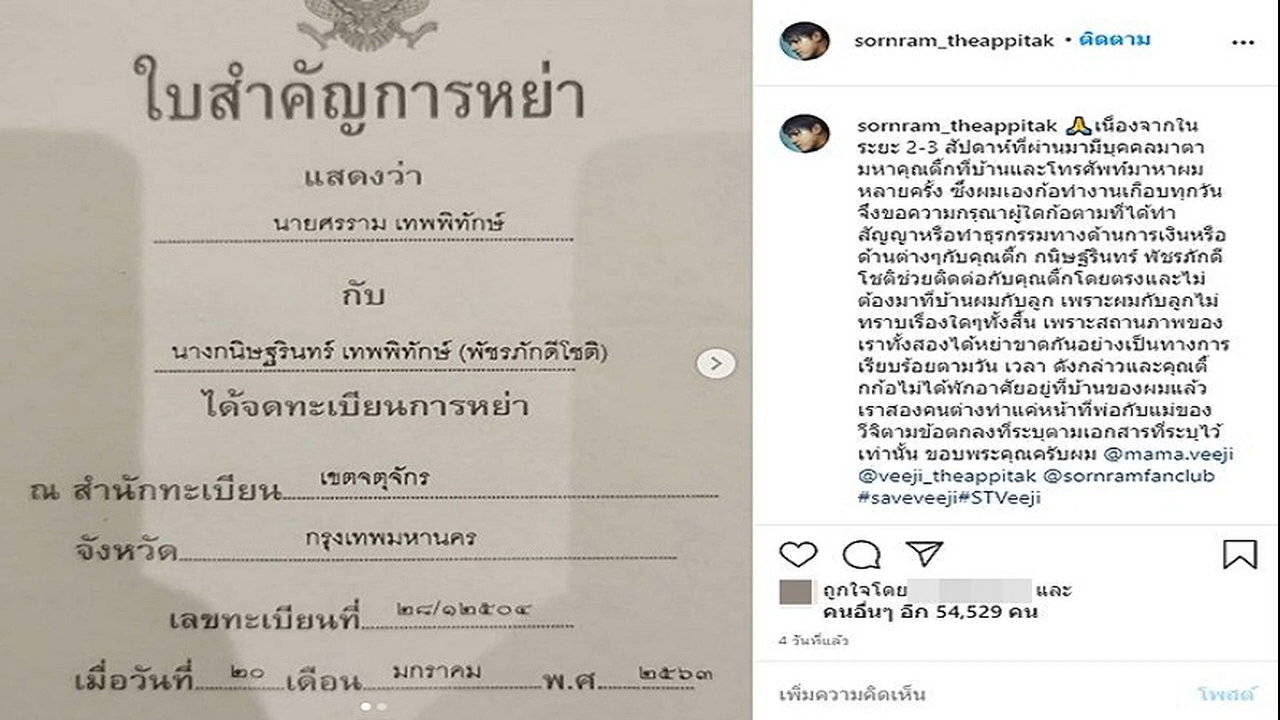 ใบสำคัญการหย่า
แสดงว่า
นายศรราม เทพพิทักษ์
กับ
นางกนิษฐรินทร์ เทพพิทักษ์ (พัชรภักดีโชติ)
ได้จดทะเบียนการหย่า
ณ สำนักทะเบียน เขตจตุจักร
จังหวัด กรุงเทพมหานคร
เลขทะเบียนที่ ๒๘/๑๒๕๐๔
เมื่อวันที่ ๒๐ เดือน มกราคม พ.ศ. ๒๕๖๓
sornram_theappitak • ติดตาม
sornram_theappitak 🙏เนื่องจากใน
ระยะ 2-3 สัปดาห์ที่ผ่านมามีบุคคลมาตา
มหาคุณติ๊กที่บ้านและโทรศัพท์มาหาผม
หลายครั้ง ซึ่งผมเองก้อทำงานเกือบทุกวัน
จึงขอความกรุณาผู้ใดก้อตามที่ได้ทำ
สัญญาหรือทำธุรกรรมทางด้านการเงินหรือ
ด้านต่างๆกับคุณติ๊ก กนิษฐ์รินทร์ พัชรภักดี
โชติช่วยติดต่อกับคุณติ๊กโดยตรงและไม่
ต้องมาที่บ้านผมกับลูก เพราะผมกับลูกไม่
ทราบเรื่องใดๆทั้งสิ้น เพราะสถานภาพของ
เราทั้งสองได้หย่าขาดกันอย่างเป็นทางการ
เรียบร้อยตามวัน เวลา ดังกล่าวและคุณติ๊
กก้อไม่ได้พักอาศัยอยู่ที่บ้านของผมแล้ว
เราสองคนต่างทำแค่หน้าที่พ่อกับแม่ของ
วีจิตามข้อตกลงที่ระบุตามเอกสารที่ระบุไว้
เท่านั้น ขอบพระคุณครับผม @mama.veeji
@veeji_theappitak @sornramfanclub
#saveveeji#STVeeji
ถูกใจโดย และ
คนอื่นๆ อีก 54,529 คน
4 วันที่แล้ว
เพิ่มความคิดเห็น โพสต์